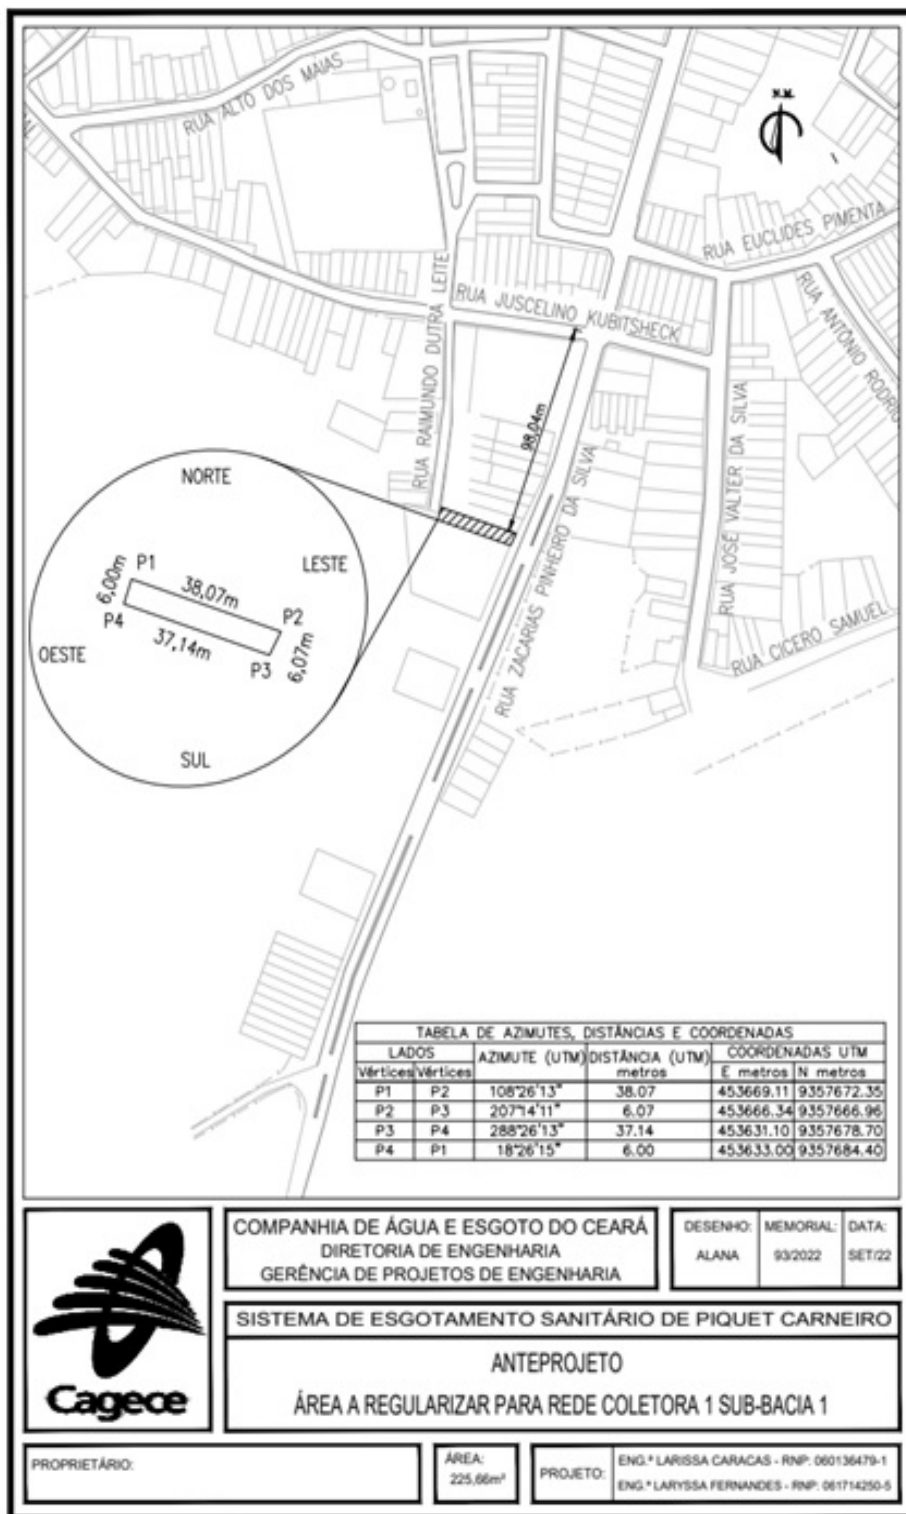 RUA ALTO DOS MAIAS
N.M.
RUA EUCLIDES PIMENTA
RUA RAIMUNDO DUTRA LEITE
RUA JUSCELINO KUBITSHECK
RUA ANTÔNIO RODRIG
98,04m
RUA JOSÉ VALTER DA SILVA
RUA ZACARIAS PINHEIRO DA SILVA
RUA CICERO SAMUEL
NORTE
LESTE
OESTE
SUL
P1
6,00m
38,07m
P2
P4
37,14m
P3
6,07m
TABELA DE AZIMUTES, DISTÂNCIAS E COORDENADAS
LADOS AZIMUTE (UTM) DISTÂNCIA (UTM) COORDENADAS UTM
Vértices Vértices metros E metros N metros
P1 P2 108°26'13" 38.07 453669.11 9357672.35
P2 P3 207°14'11" 6.07 453666.34 9357666.96
P3 P4 288°26'13" 37.14 453631.10 9357678.70
P4 P1 18°26'15" 6.00 453633.00 9357684.40
Cagece
COMPANHIA DE ÁGUA E ESGOTO DO CEARÁ
DIRETORIA DE ENGENHARIA
GERÊNCIA DE PROJETOS DE ENGENHARIA
DESENHO: MEMORIAL: DATA:
ALANA 93/2022 SET/22
SISTEMA DE ESGOTAMENTO SANITÁRIO DE PIQUET CARNEIRO
ANTEPROJETO
ÁREA A REGULARIZAR PARA REDE COLETORA 1 SUB-BACIA 1
PROPRIETÁRIO:
ÁREA:
225,66m²
PROJETO:
ENG.ª LARISSA CARACAS - RNP: 060136479-1
ENG.ª LARYSSA FERNANDES - RNP: 061714250-5